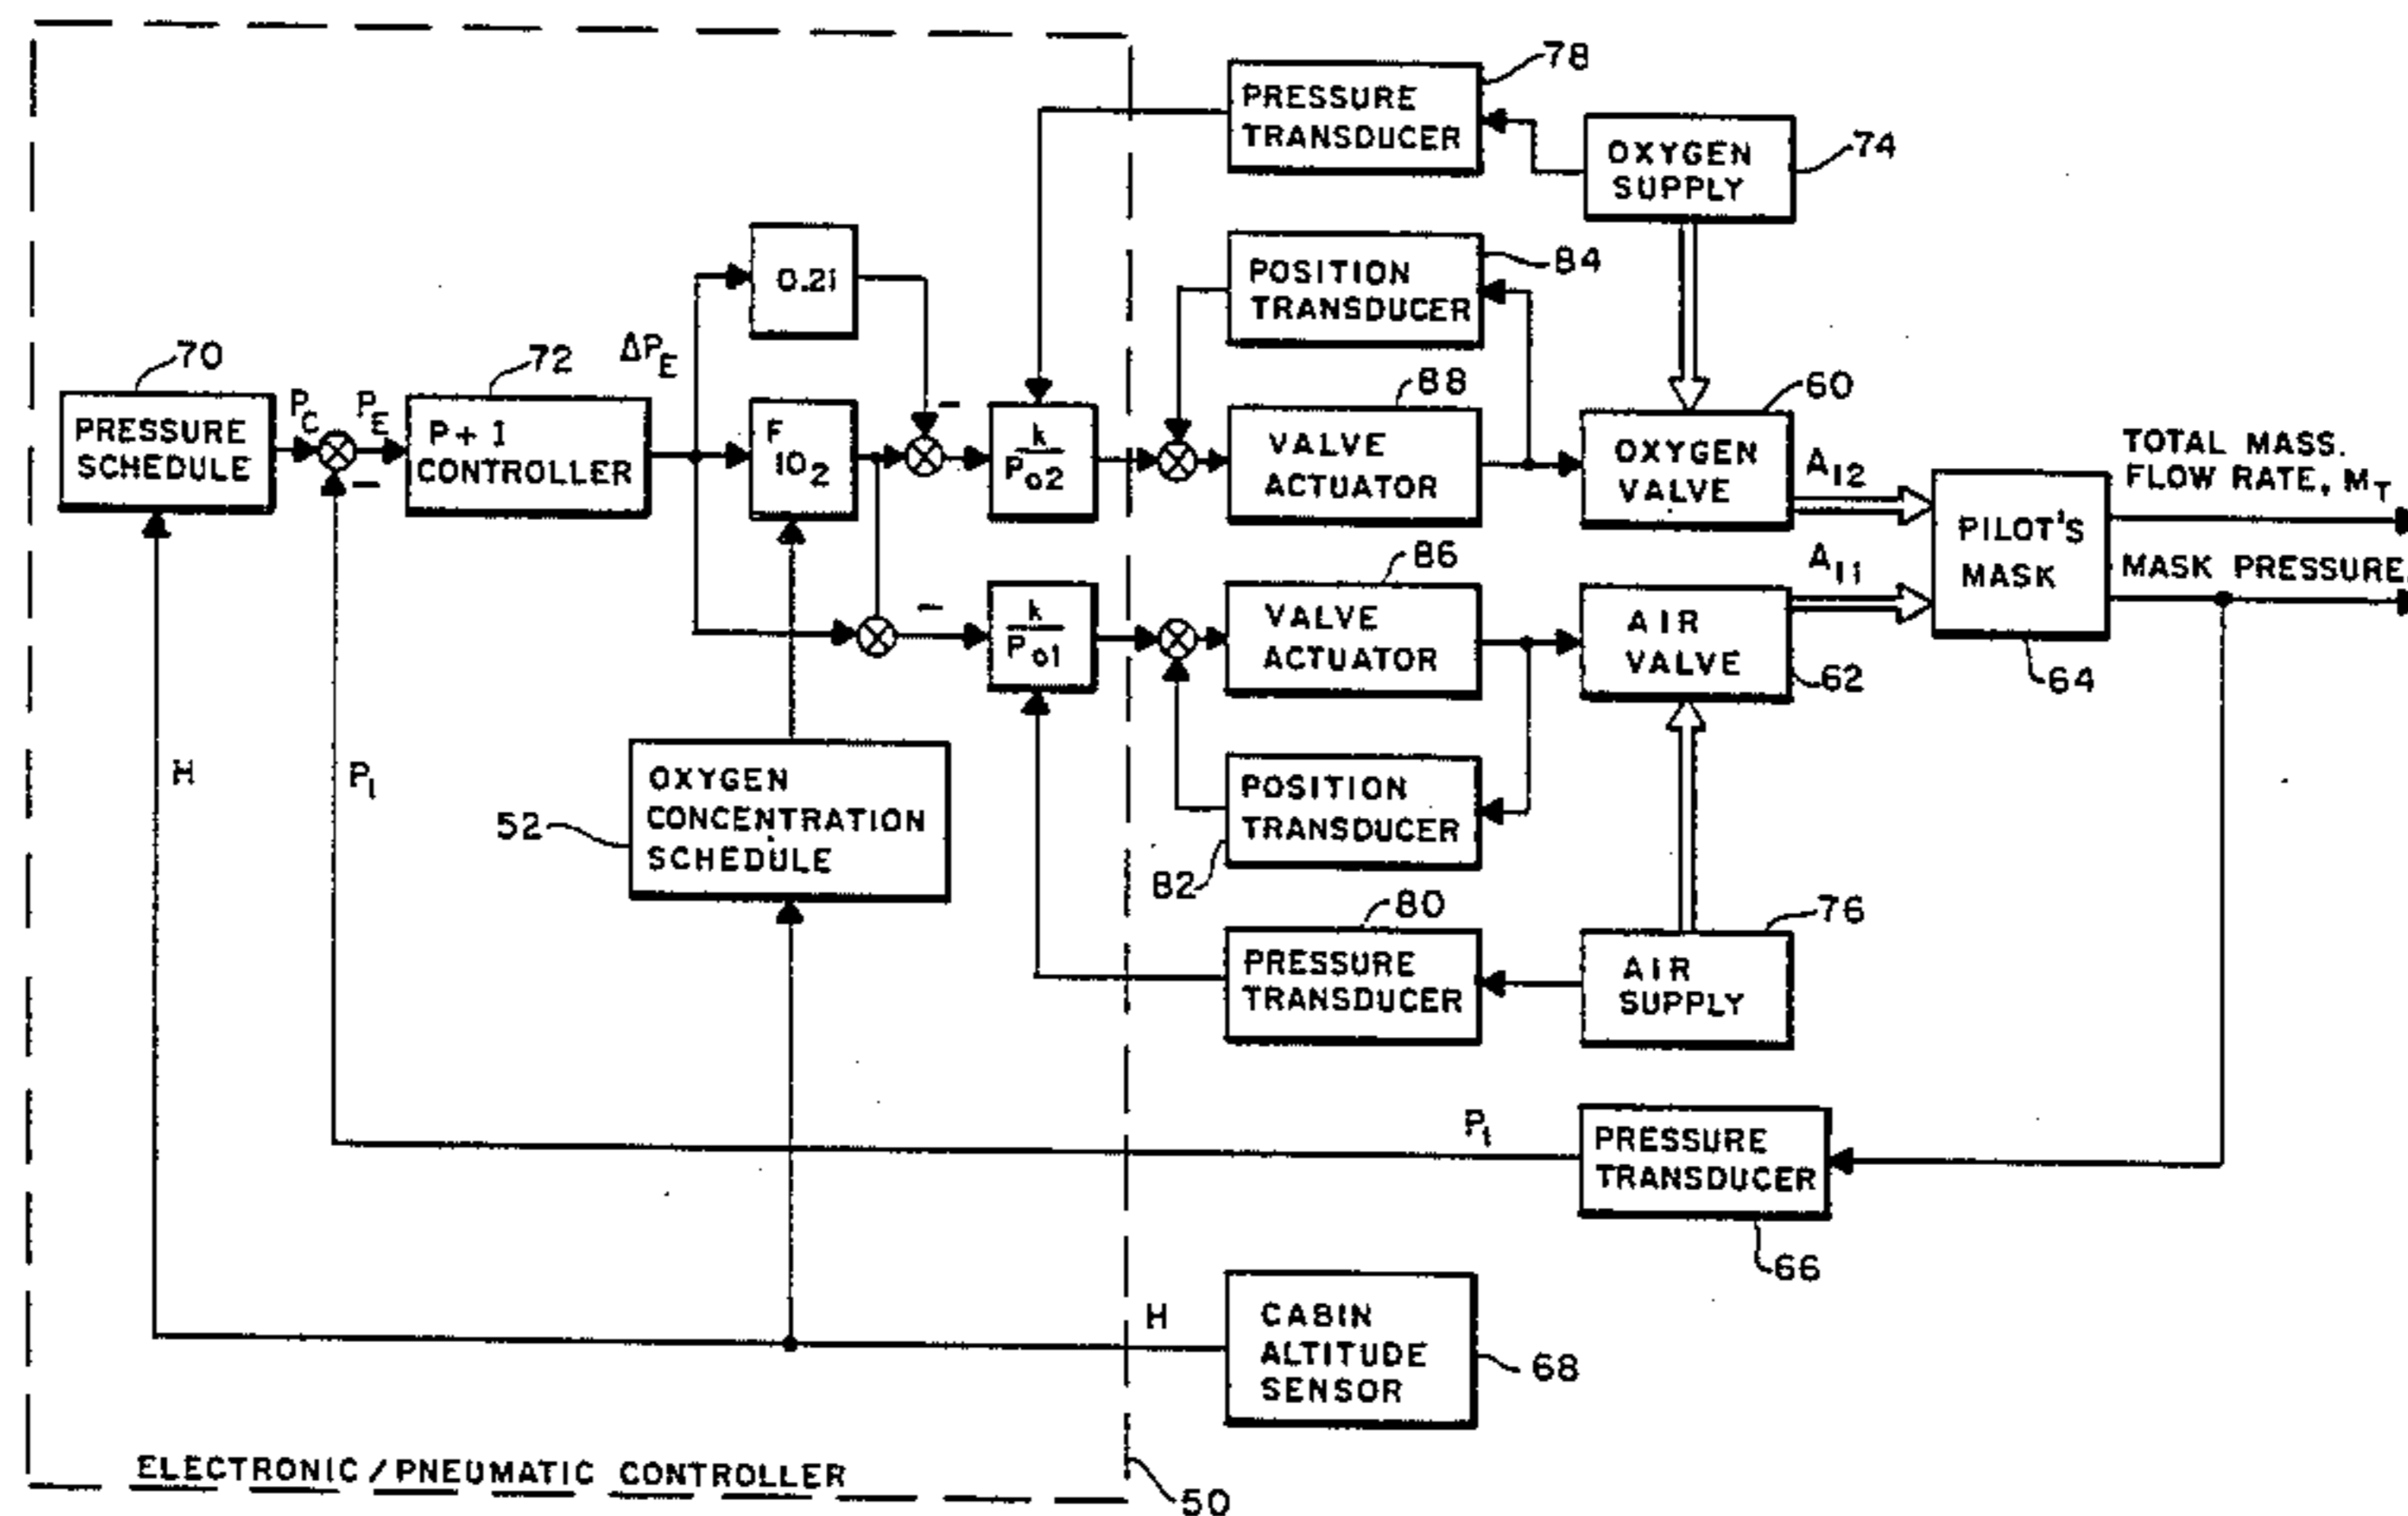 78
PRESSURE
TRANSDUCER
OXYGEN
SUPPLY
74
POSITION
TRANSDUCER
84
0.21
70
PRESSURE
SCHEDULE
PC
PE
-
72
P+I
CONTROLLER
ΔPE
F
IO2
-
k
Po2
88
VALVE
ACTUATOR
60
OXYGEN
VALVE
A12
TOTAL MASS.
FLOW RATE, MT
PILOT'S
MASK
64
MASK PRESSURE
-
k
Po1
86
VALVE
ACTUATOR
AIR
VALVE
62
A11
H
P1
52
OXYGEN
CONCENTRATION
SCHEDULE
POSITION
TRANSDUCER
82
80
PRESSURE
TRANSDUCER
76
AIR
SUPPLY
P1
PRESSURE
TRANSDUCER
66
H
CABIN
ALTITUDE
SENSOR
68
ELECTRONIC/PNEUMATIC CONTROLLER
50